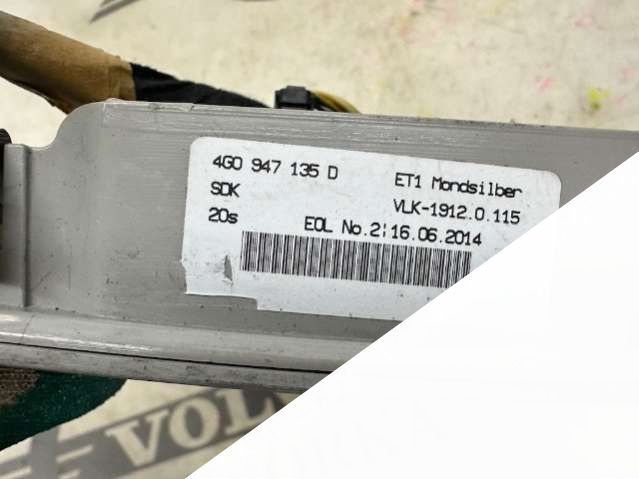 4G0 947 135 D ET1 Mondsilber
SDK VLK-1912.0.115
20s EOL No.2¦16.06.2014
VOL